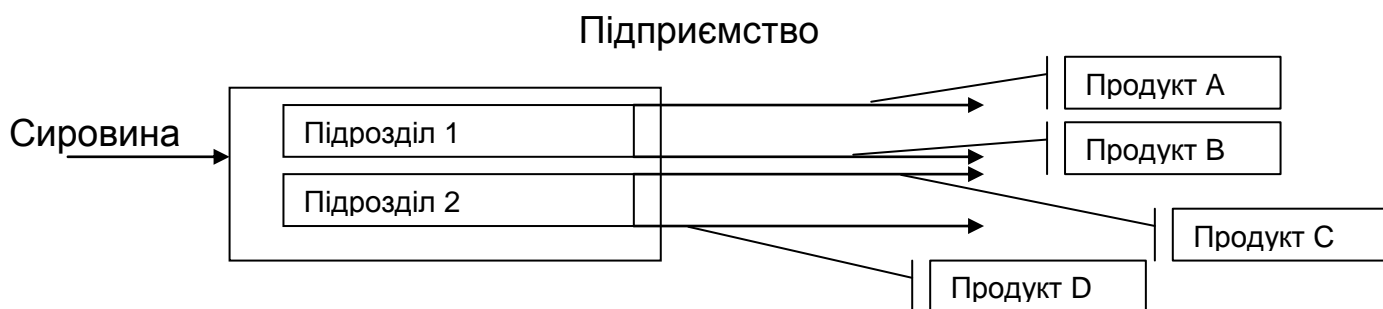 Підприємство
Сировина
Підрозділ 1
Підрозділ 2
Продукт A
Продукт B
Продукт C
Продукт D